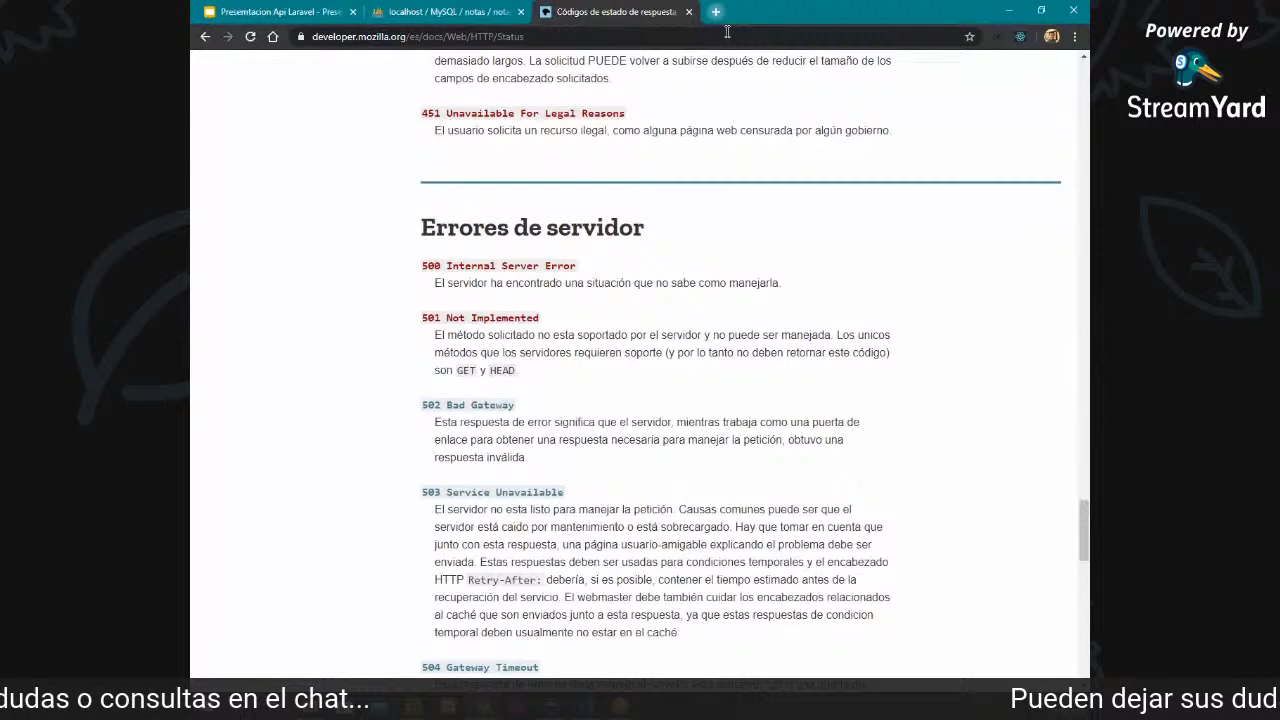 Presemtacion Api Laravel - Prese
localhost / MySQL / notas / notas
Códigos de estado de respuesta
developer.mozilla.org/es/docs/Web/HTTP/Status
Powered by
StreamYard
demasiado largos. La solicitud PUEDE volver a subirse después de reducir el tamaño de los
campos de encabezado solicitados.
451 Unavailable For Legal Reasons
El usuario solicita un recurso ilegal, como alguna página web censurada por algún gobierno.
Errores de servidor
500 Internal Server Error
El servidor ha encontrado una situación que no sabe como manejarla.
501 Not Implemented
El método solicitado no esta soportado por el servidor y no puede ser manejada. Los unicos
métodos que los servidores requieren soporte (y por lo tanto no deben retornar este código)
son GET y HEAD.
502 Bad Gateway
Esta respuesta de error significa que el servidor, mientras trabaja como una puerta de
enlace para obtener una respuesta necesaria para manejar la petición, obtuvo una
respuesta inválida.
503 Service Unavailable
El servidor no esta listo para manejar la petición. Causas comunes puede ser que el
servidor está caido por mantenimiento o está sobrecargado. Hay que tomar en cuenta que
junto con esta respuesta, una página usuario-amigable explicando el problema debe ser
enviada. Estas respuestas deben ser usadas para condiciones temporales y el encabezado
HTTP Retry-After: debería, si es posible, contener el tiempo estimado antes de la
recuperación del servicio. El webmaster debe también cuidar los encabezados relacionados
al caché que son enviados junto a esta respuesta, ya que estas respuestas de condicion
temporal deben usualmente no estar en el caché.
504 Gateway Timeout
dudas o consultas en el chat...
Pueden dejar sus dud